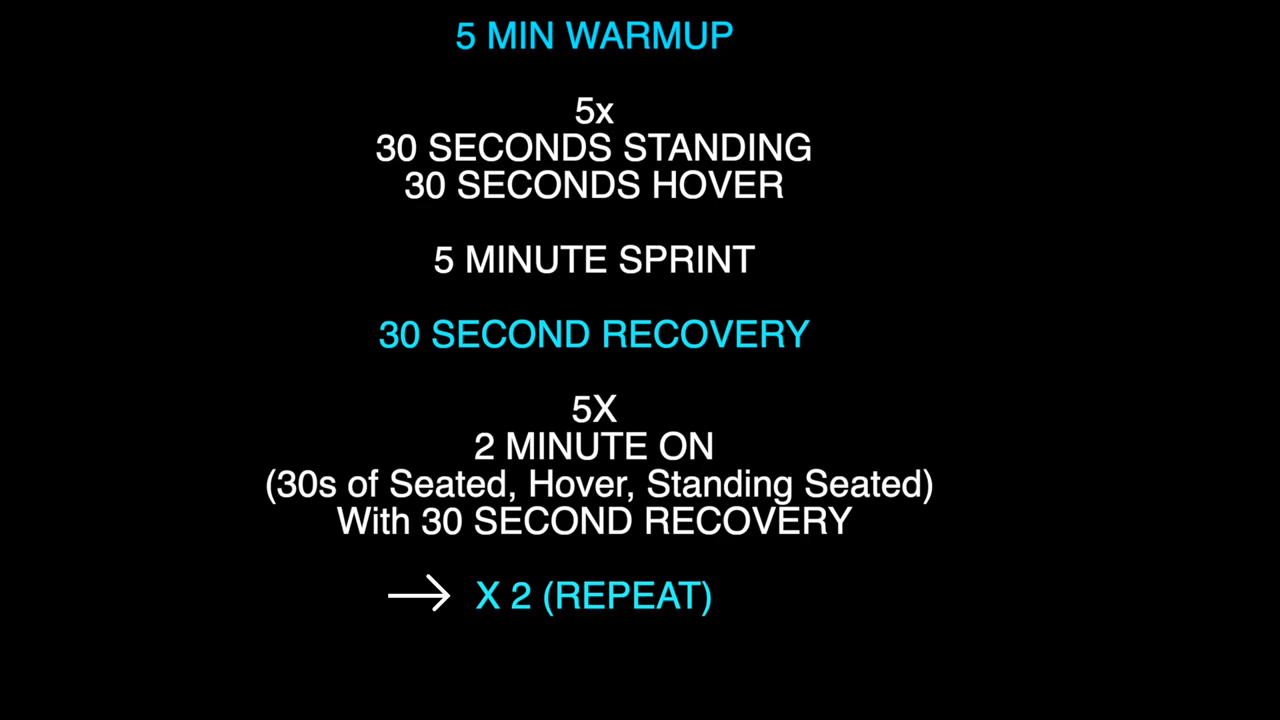 5 MIN WARMUP
5x
30 SECONDS STANDING
30 SECONDS HOVER
5 MINUTE SPRINT
30 SECOND RECOVERY
5X
2 MINUTE ON
(30s of Seated, Hover, Standing Seated)
With 30 SECOND RECOVERY
→ X 2 (REPEAT)